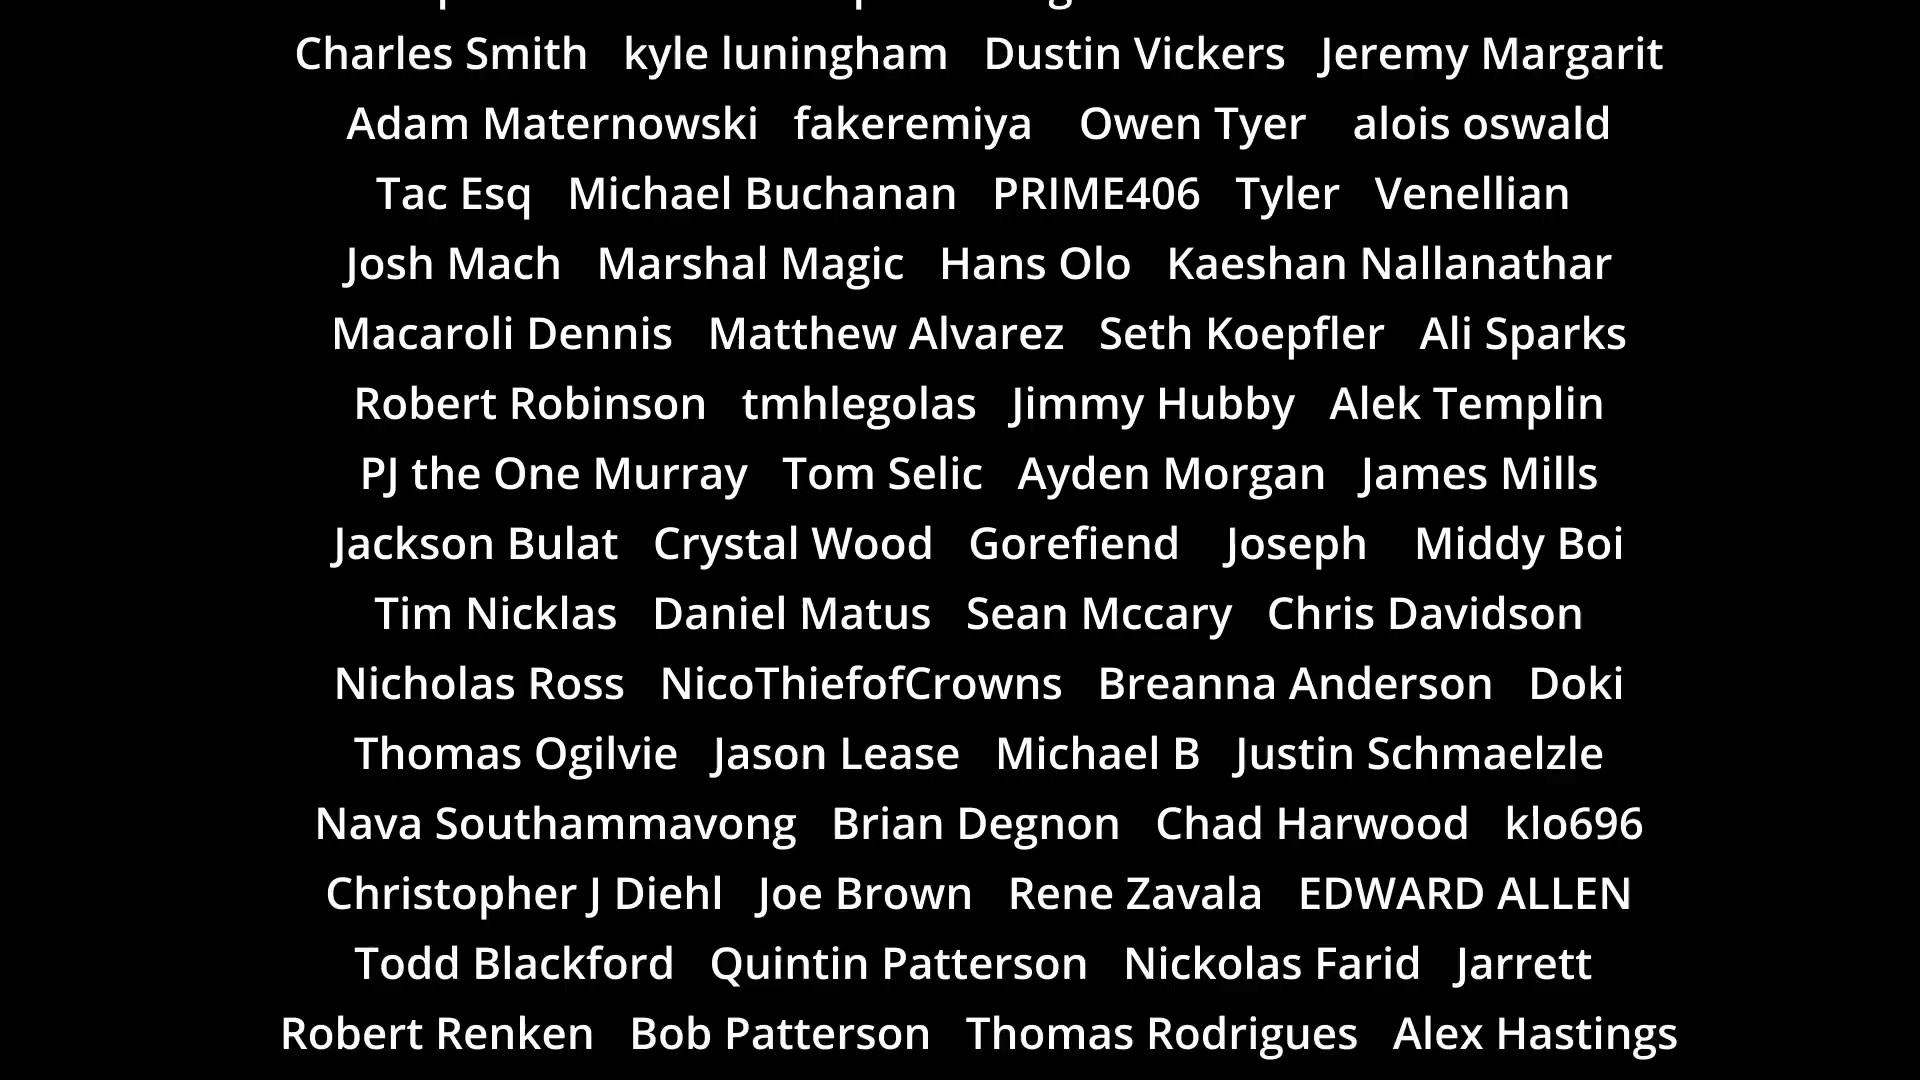 Charles Smith kyle luningham Dustin Vickers Jeremy Margarit
Adam Maternowski fakeremiya Owen Tyer alois oswald
Tac Esq Michael Buchanan PRIME406 Tyler Venellian
Josh Mach Marshal Magic Hans Olo Kaeshan Nallanathar
Macaroli Dennis Matthew Alvarez Seth Koepfler Ali Sparks
Robert Robinson tmhlegolas Jimmy Hubby Alek Templin
PJ the One Murray Tom Selic Ayden Morgan James Mills
Jackson Bulat Crystal Wood Gorefiend Joseph Middy Boi
Tim Nicklas Daniel Matus Sean Mccary Chris Davidson
Nicholas Ross NicoThiefofCrowns Breanna Anderson Doki
Thomas Ogilvie Jason Lease Michael B Justin Schmaelzle
Nava Southammavong Brian Degnon Chad Harwood klo696
Christopher J Diehl Joe Brown Rene Zavala EDWARD ALLEN
Todd Blackford Quintin Patterson Nickolas Farid Jarrett
Robert Renken Bob Patterson Thomas Rodrigues Alex Hastings